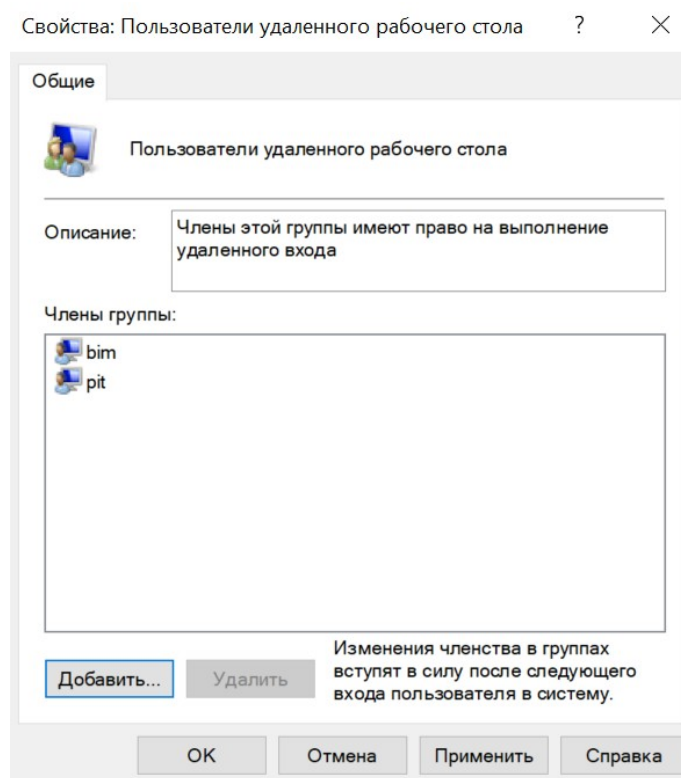 Свойства: Пользователи удаленного рабочего стола ? ×
Общие
Пользователи удаленного рабочего стола
Описание:
Члены этой группы имеют право на выполнение
удаленного входа
Члены группы:
bim
pit
Добавить...
Удалить
Изменения членства в группах
вступят в силу после следующего
входа пользователя в систему.
ОК
Отмена
Применить
Справка